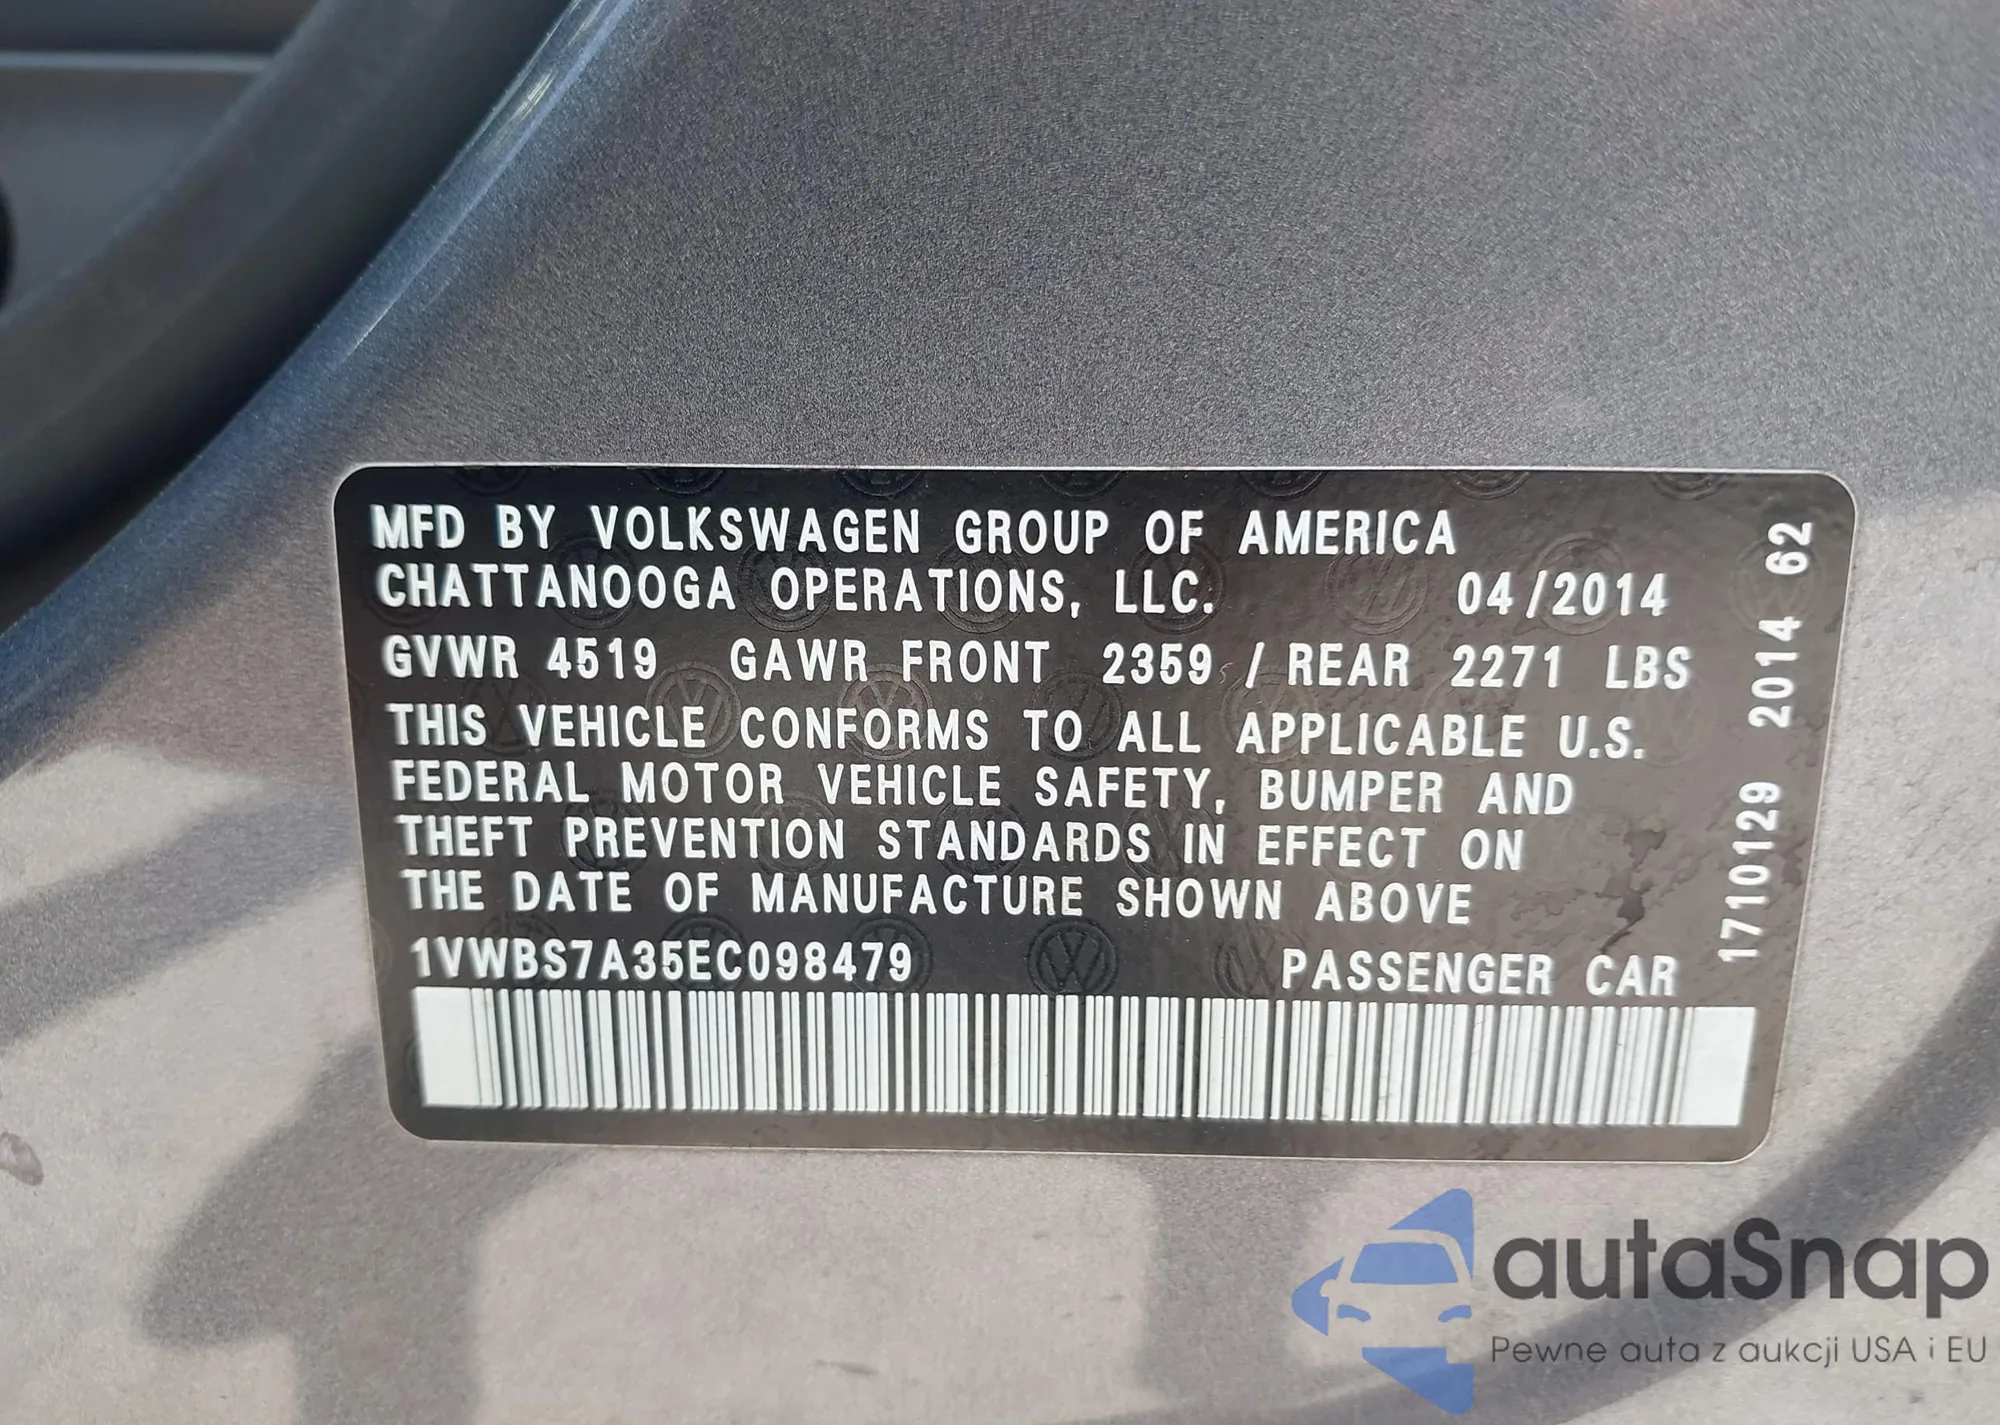 MFD BY VOLKSWAGEN GROUP OF AMERICA
CHATTANOOGA OPERATIONS, LLC. 04/2014
GVWR 4519 GAWR FRONT 2359 / REAR 2271 LBS
THIS VEHICLE CONFORMS TO ALL APPLICABLE U.S.
FEDERAL MOTOR VEHICLE SAFETY, BUMPER AND
THEFT PREVENTION STANDARDS IN EFFECT ON
THE DATE OF MANUFACTURE SHOWN ABOVE
1VWBS7A35EC098479 PASSENGER CAR
17101129 2014 62
autaSnap
Pewne auta z aukcji USA i EU